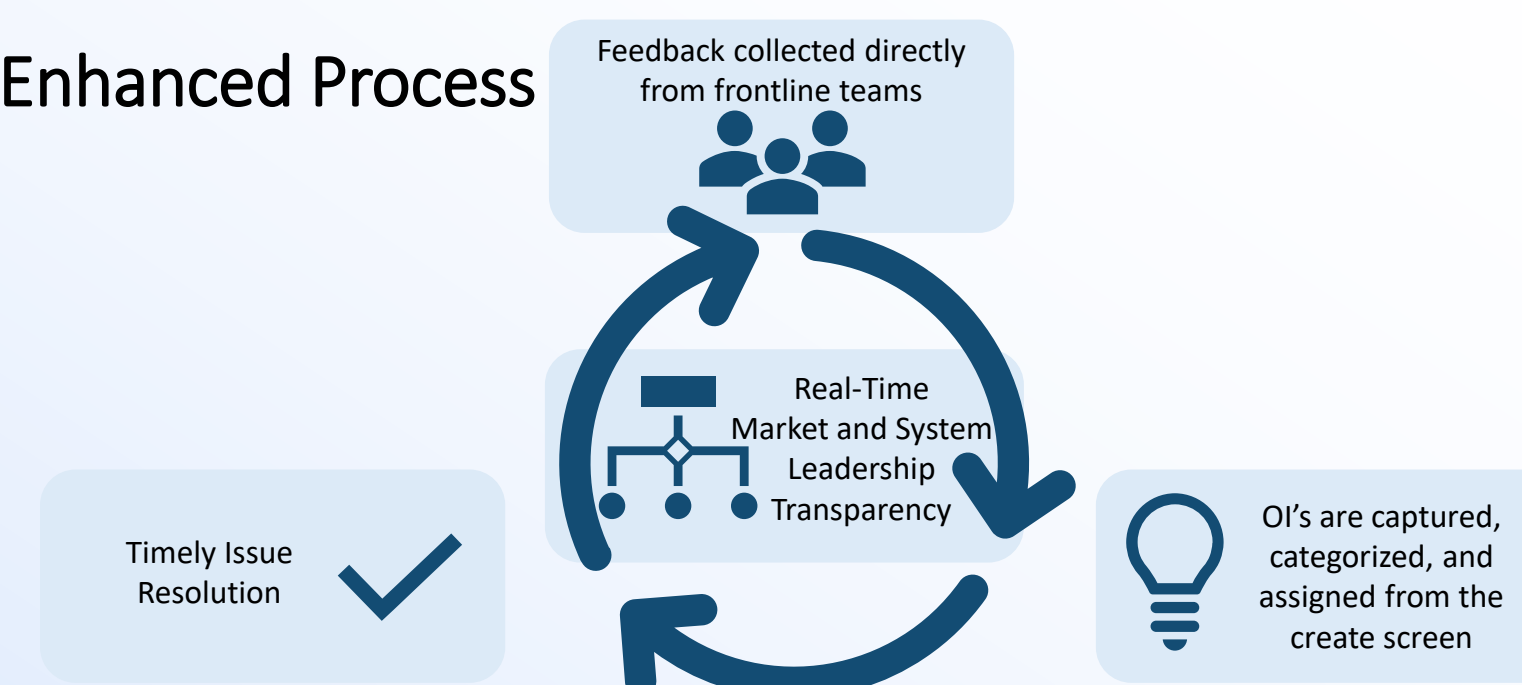 Enhanced Process
Feedback collected directly
from frontline teams
Real-Time
Market and System
Leadership
Transparency
Timely Issue
Resolution
OI's are captured,
categorized, and
assigned from the
create screen